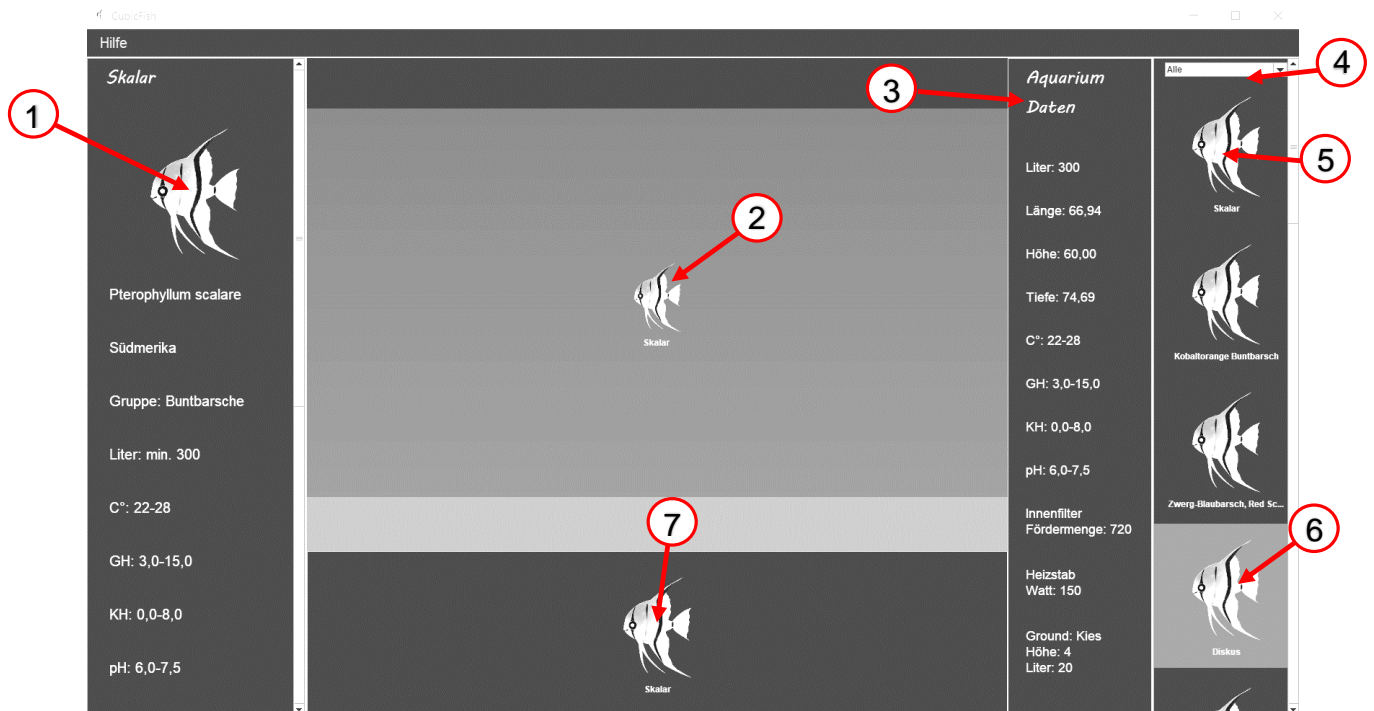 CubicFish
Hilfe
Skalar
Pterophyllum scalare
Südmerika
Gruppe: Buntbarsche
Liter: min. 300
C°: 22-28
GH: 3,0-15,0
KH: 0,0-8,0
pH: 6,0-7,5
1
2
Skalar
7
Skalar
3
Aquarium
Daten
Liter: 300
Länge: 66,94
Höhe: 60,00
Tiefe: 74,69
C°: 22-28
GH: 3,0-15,0
KH: 0,0-8,0
pH: 6,0-7,5
Innenfilter
Fördermenge: 720
Heizstab
Watt: 150
Ground: Kies
Höhe: 4
Liter: 20
Alle
4
5
Skalar
Kobaltorange Buntbarsch
Zwerg-Blaubarsch, Red Sc...
6
Diskus